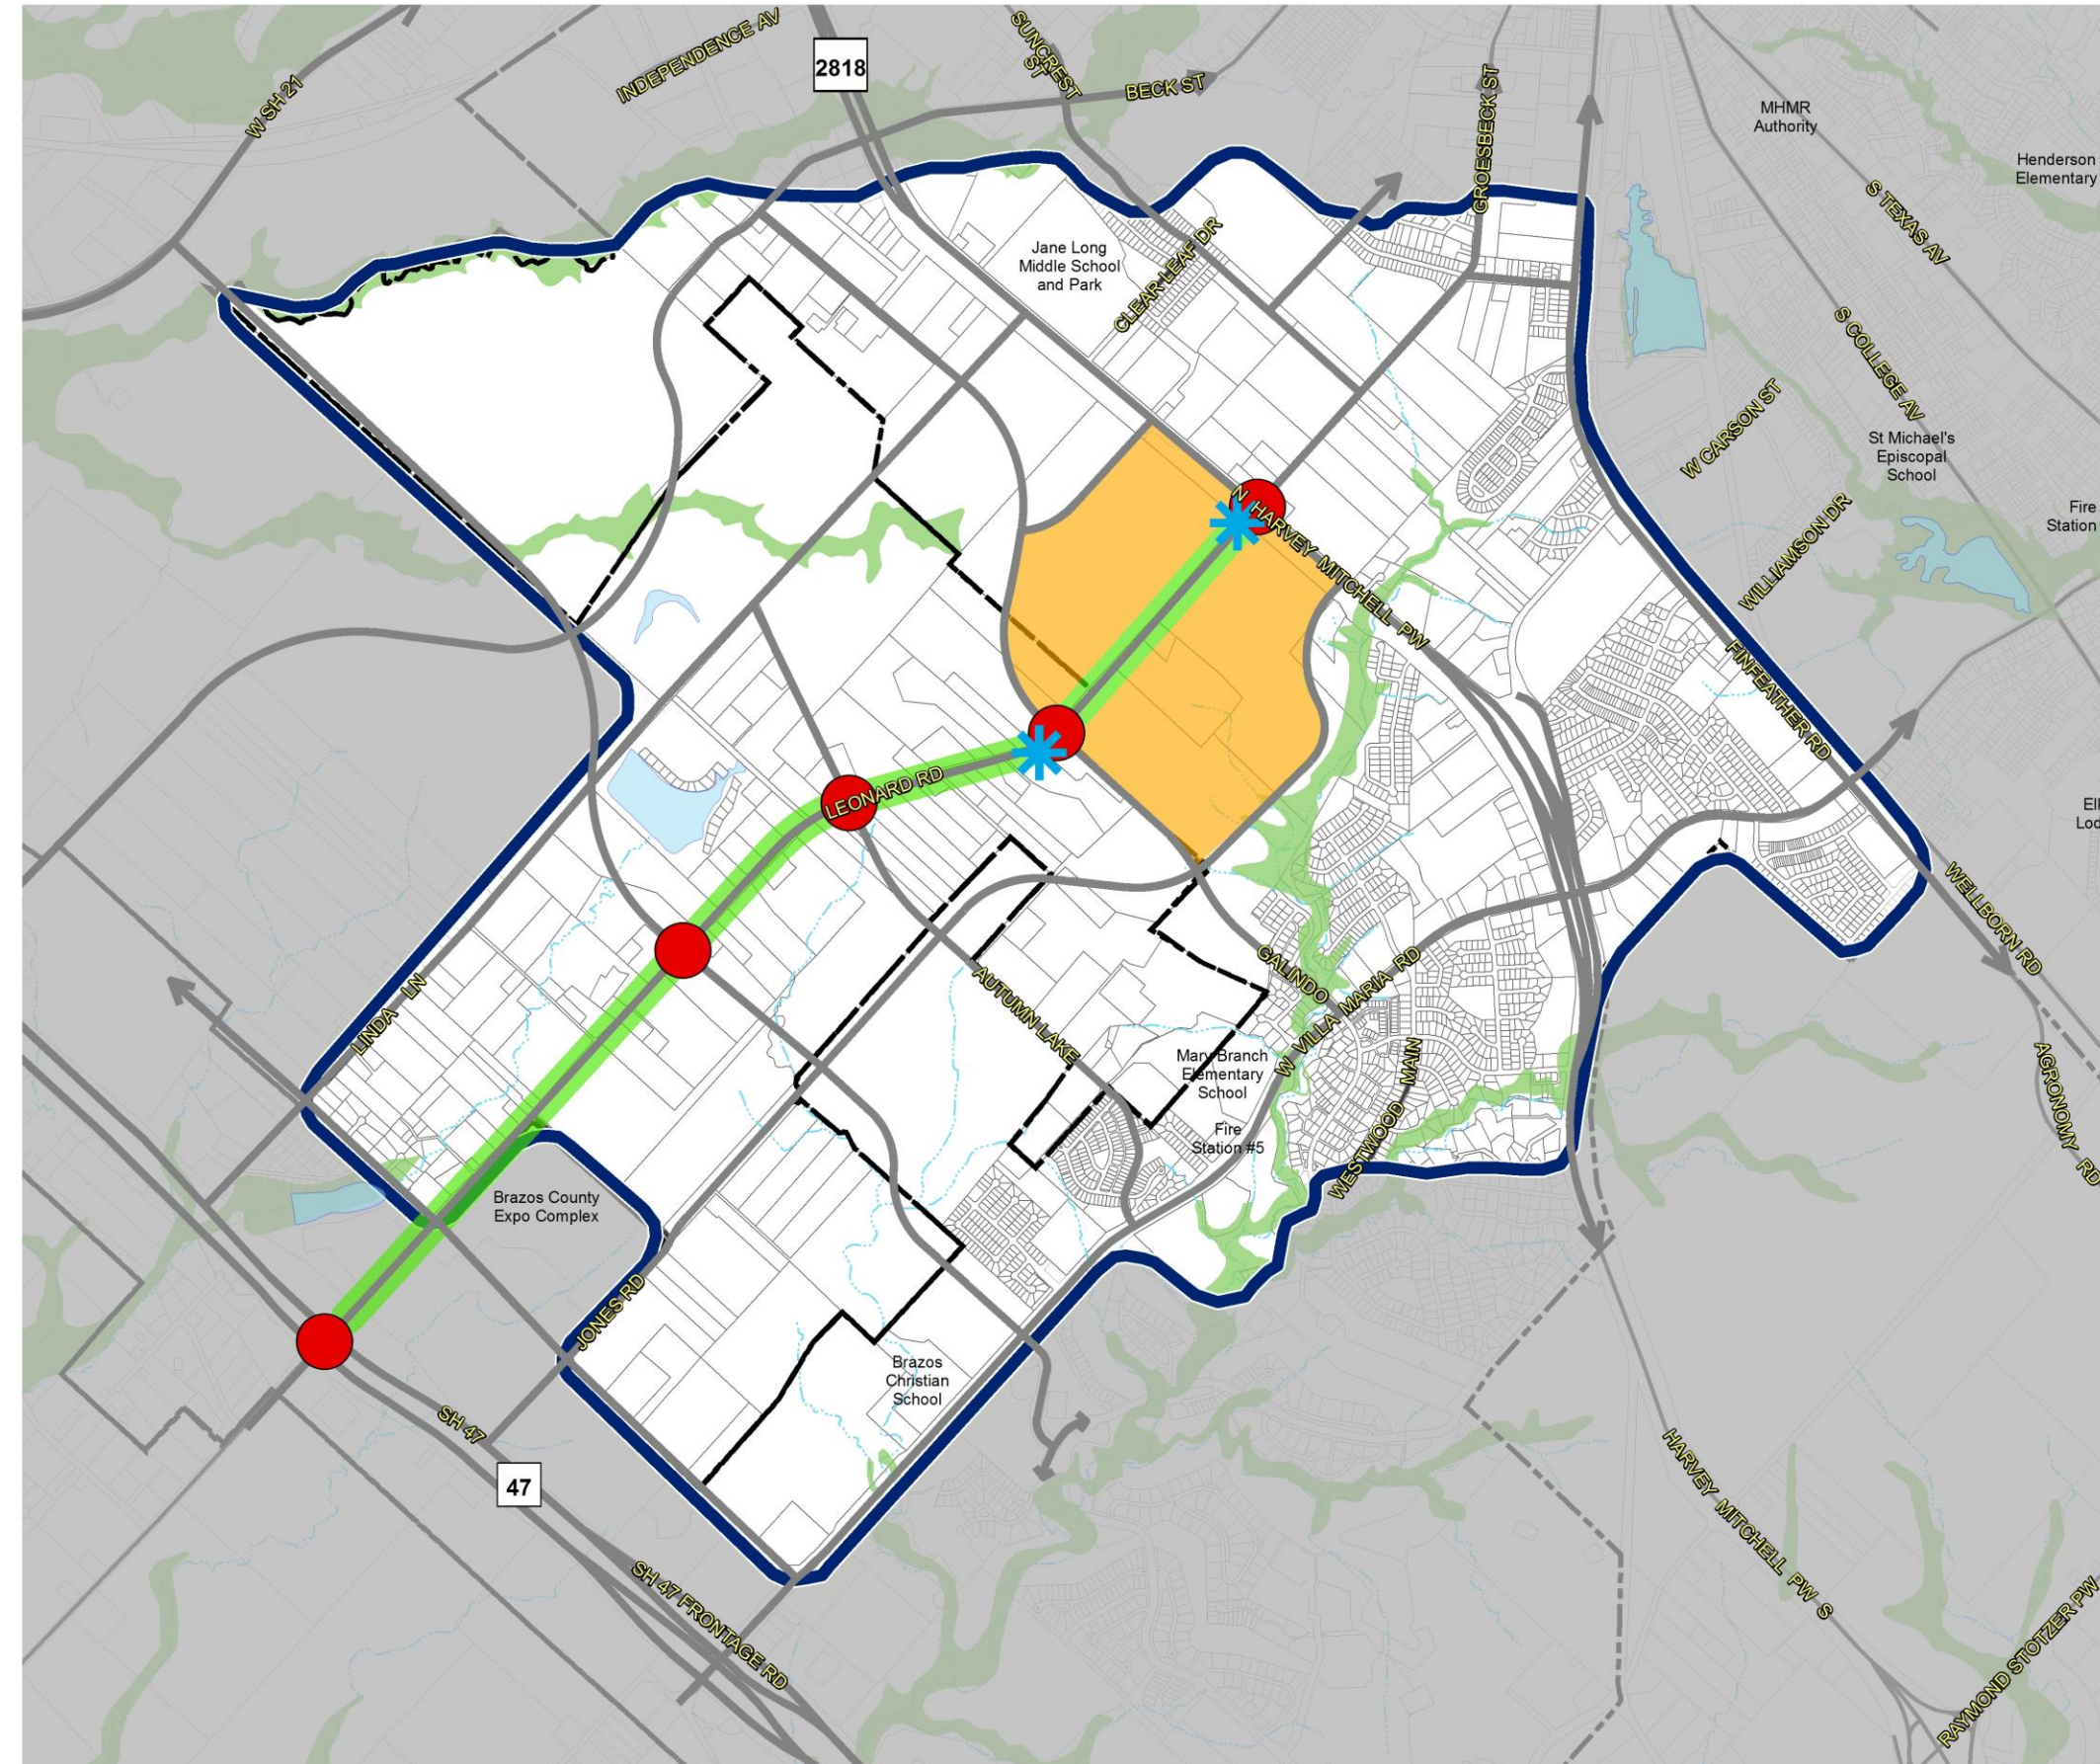 INDEPENDENCE AV
2818
SUNCREST
ST
BECK ST
W SH 21
GROESBECK ST
MHMR
Authority
Henderson
Elementary
S TEXAS AV
Jane Long
Middle School
and Park
CLEAR LEAF DR
S COLLEGE AV
W CARSON ST
St Michael's
Episcopal
School
Fire
Station
N HARVEY MITCHELL PW
WILLIAMSON DR
FINFEATHER RD
LEONARD RD
Ell
Lod
WELLBORN RD
GALINDO
W VILLA MARIA RD
AUTUMN LAKE
LINDA LN
Mary Branch
Elementary
School
MAIN
AGRONOMY RD
Fire
Station #5
WESTWOOD
Brazos County
Expo Complex
JONES RD
Brazos
Christian
School
SH 47
47
HARVEY MITCHELL PW S
SH 47 FRONTAGE RD
RAYMOND STOTZER PW